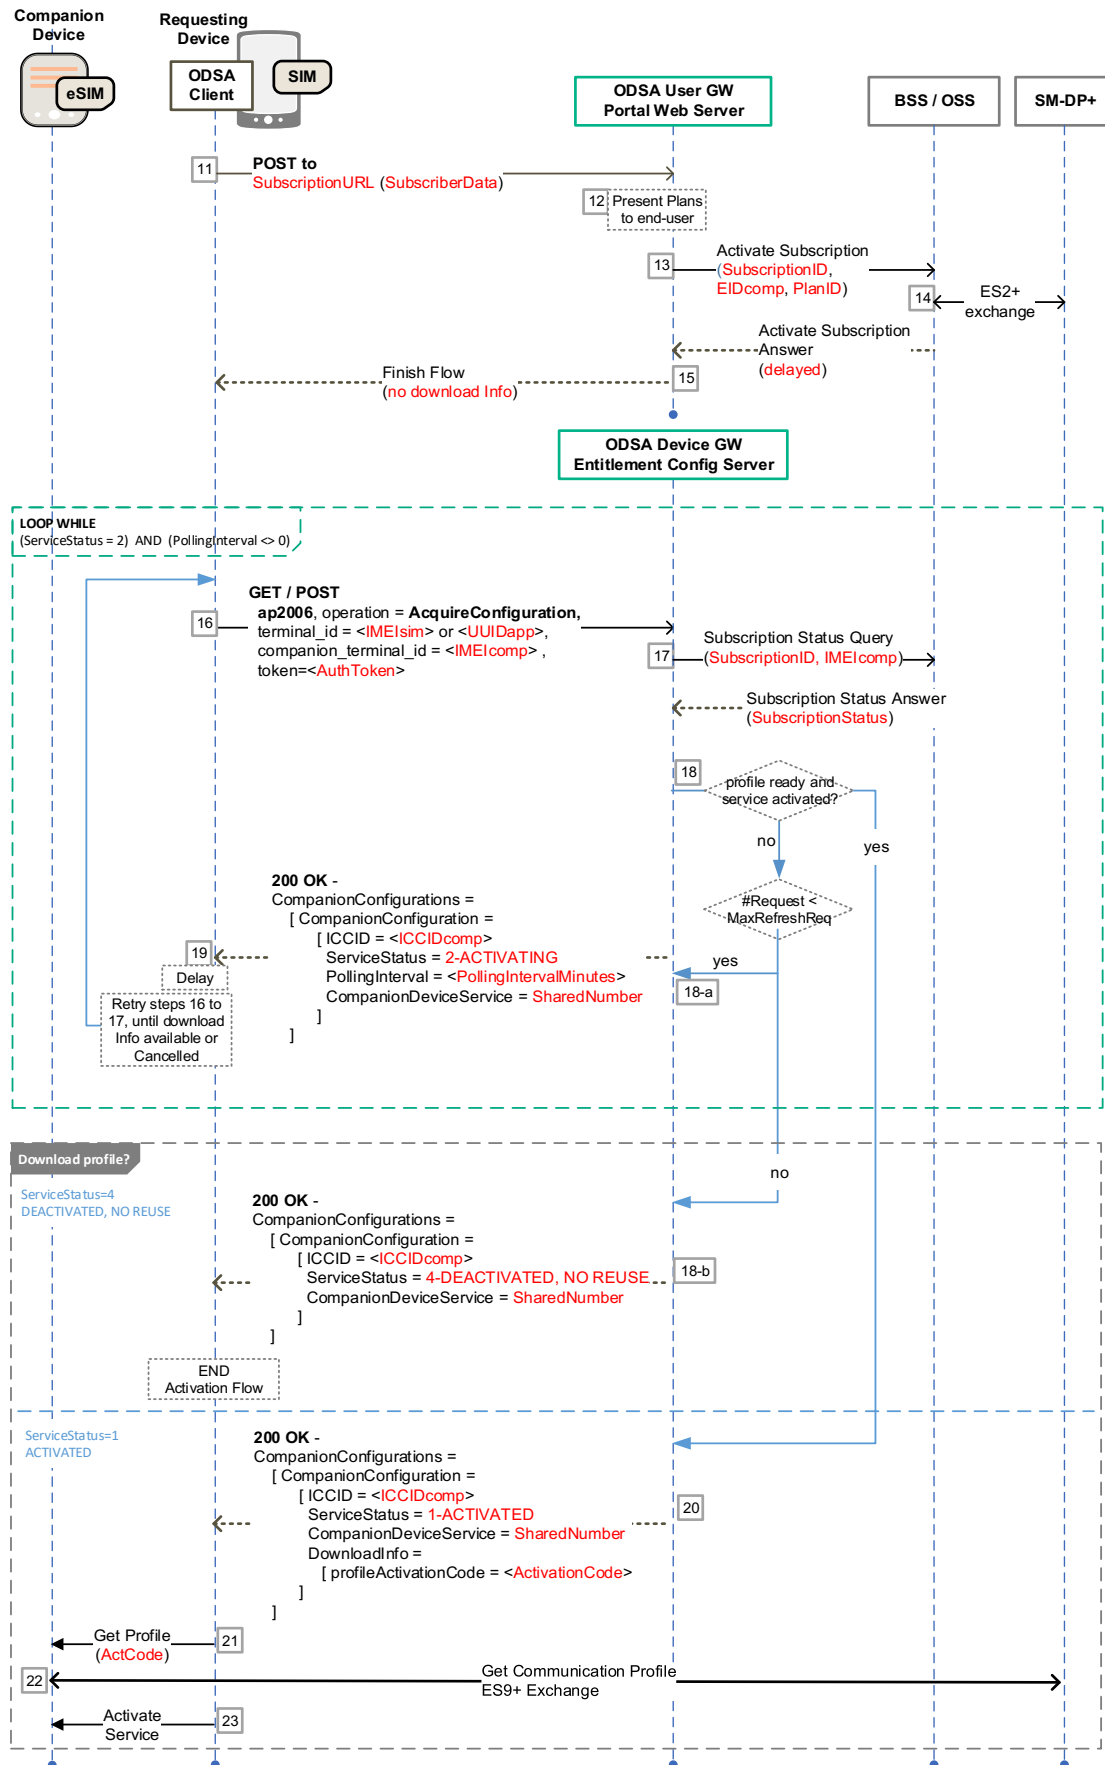 Companion
Device
Requesting
Device
eSIM
ODSA
Client
SIM
ODSA User GW
Portal Web Server
BSS / OSS
SM-DP+
11
POST to
SubscriptionURL (SubscriberData)
12
Present Plans
to end-user
13
Activate Subscription
(SubscriptionID,
EIDcomp, PlanID)
14
ES2+
exchange
Activate Subscription
Answer
(delayed)
15
Finish Flow
(no download Info)
ODSA Device GW
Entitlement Config Server
LOOP WHILE
(ServiceStatus = 2) AND (PollingInterval <> 0)
16
GET / POST
ap2006, operation = AcquireConfiguration,
terminal_id = <IMEIsim> or <UUIDapp>,
companion_terminal_id = <IMEIcomp> ,
token=<AuthToken>
17
Subscription Status Query
(SubscriptionID, IMEIcomp)
Subscription Status Answer
(SubscriptionStatus)
18
profile ready and
service activated?
no
yes
#Request <
MaxRefreshReq
yes
18-a
200 OK -
CompanionConfigurations =
[ CompanionConfiguration =
[ ICCID = <ICCIDcomp>
ServiceStatus = 2-ACTIVATING
PollingInterval = <PollingIntervalMinutes>
CompanionDeviceService = SharedNumber
]
]
19
Delay
Retry steps 16 to
17, until download
Info available or
Cancelled
Download profile?
no
ServiceStatus=4
DEACTIVATED, NO REUSE
200 OK -
CompanionConfigurations =
[ CompanionConfiguration =
[ ICCID = <ICCIDcomp>
ServiceStatus = 4-DEACTIVATED, NO REUSE
CompanionDeviceService = SharedNumber
]
]
18-b
END
Activation Flow
ServiceStatus=1
ACTIVATED
200 OK -
CompanionConfigurations =
[ CompanionConfiguration =
[ ICCID = <ICCIDcomp>
ServiceStatus = 1-ACTIVATED
CompanionDeviceService = SharedNumber
DownloadInfo =
[ profileActivationCode = <ActivationCode>
]
]
20
Get Profile
(ActCode)
21
22
Get Communication Profile
ES9+ Exchange
Activate
Service
23